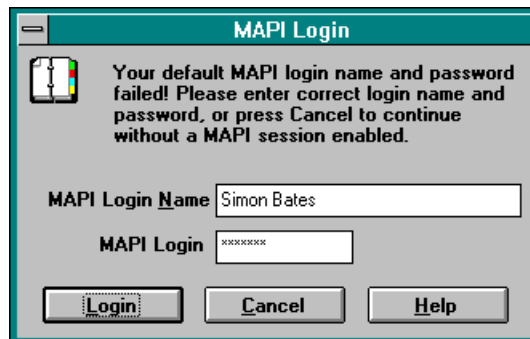 MAPI Login
Your default MAPI login name and password
failed! Please enter correct login name and
password, or press Cancel to continue
without a MAPI session enabled.
MAPI Login Name Simon Bates
MAPI Login *******
Login Cancel Help